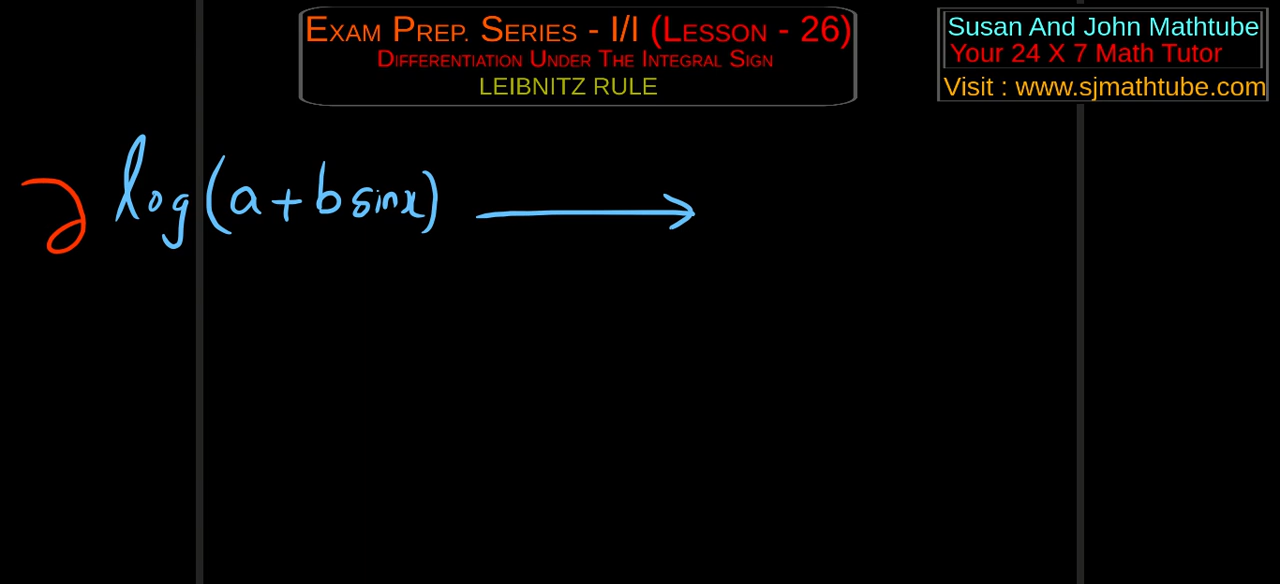 Exam Prep. Series - I/I (Lesson - 26)
Differentiation Under The Integral Sign
LEIBNITZ RULE
Susan And John Mathtube
Your 24 X 7 Math Tutor
Visit : www.sjmathtube.com
∂ log(a+b sinx) →